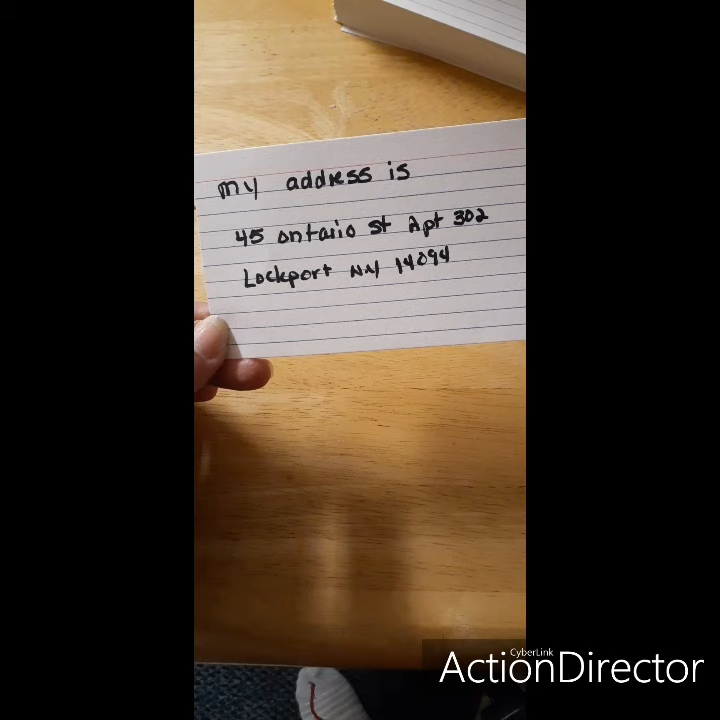 my address is
45 ontario st Apt 302
Lockport NY 14094
CyberLink
ActionDirector